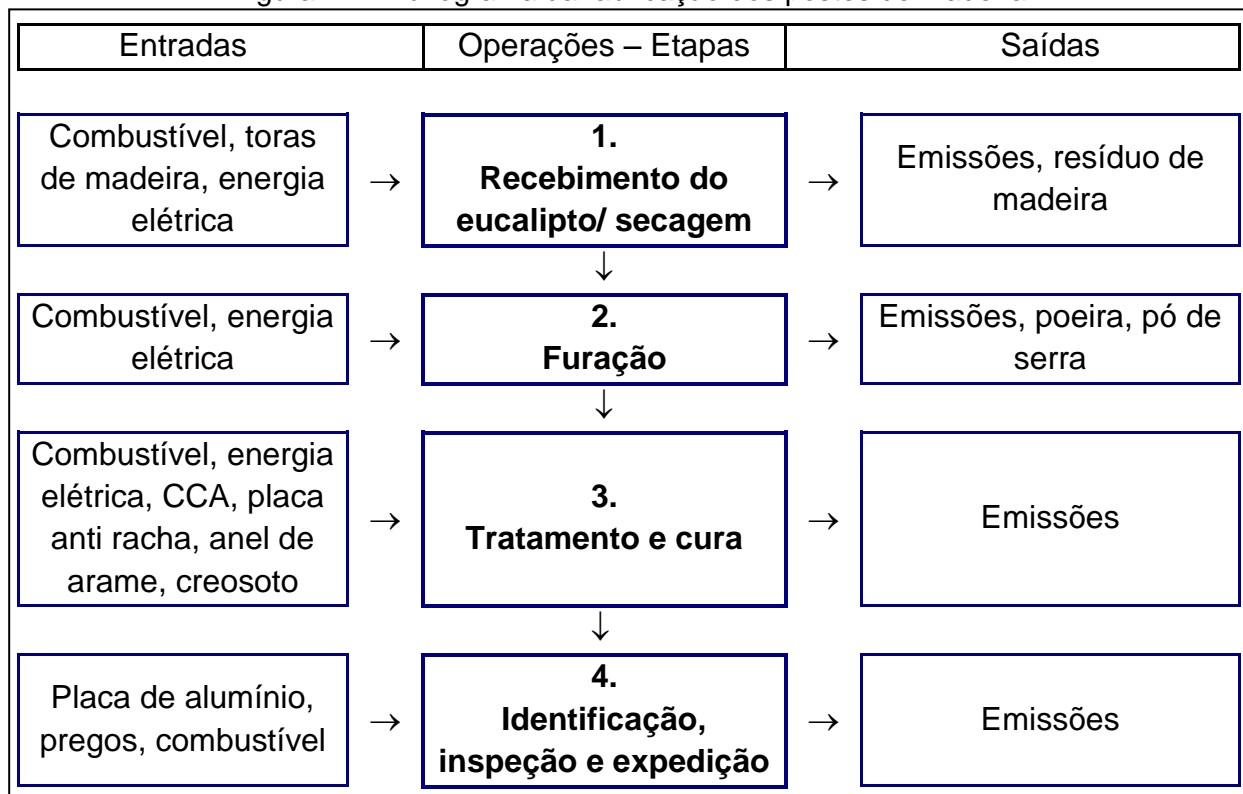 Entradas
Operações – Etapas
Saídas
Combustível, toras
de madeira, energia
elétrica
→
1.
Recebimento do
eucalipto/ secagem
→
Emissões, resíduo de
madeira
↓
Combustível, energia
elétrica
→
2.
Furação
→
Emissões, poeira, pó de
serra
↓
Combustível, energia
elétrica, CCA, placa
anti racha, anel de
arame, creosoto
→
3.
Tratamento e cura
→
Emissões
↓
Placa de alumínio,
pregos, combustível
→
4.
Identificação,
inspeção e expedição
→
Emissões